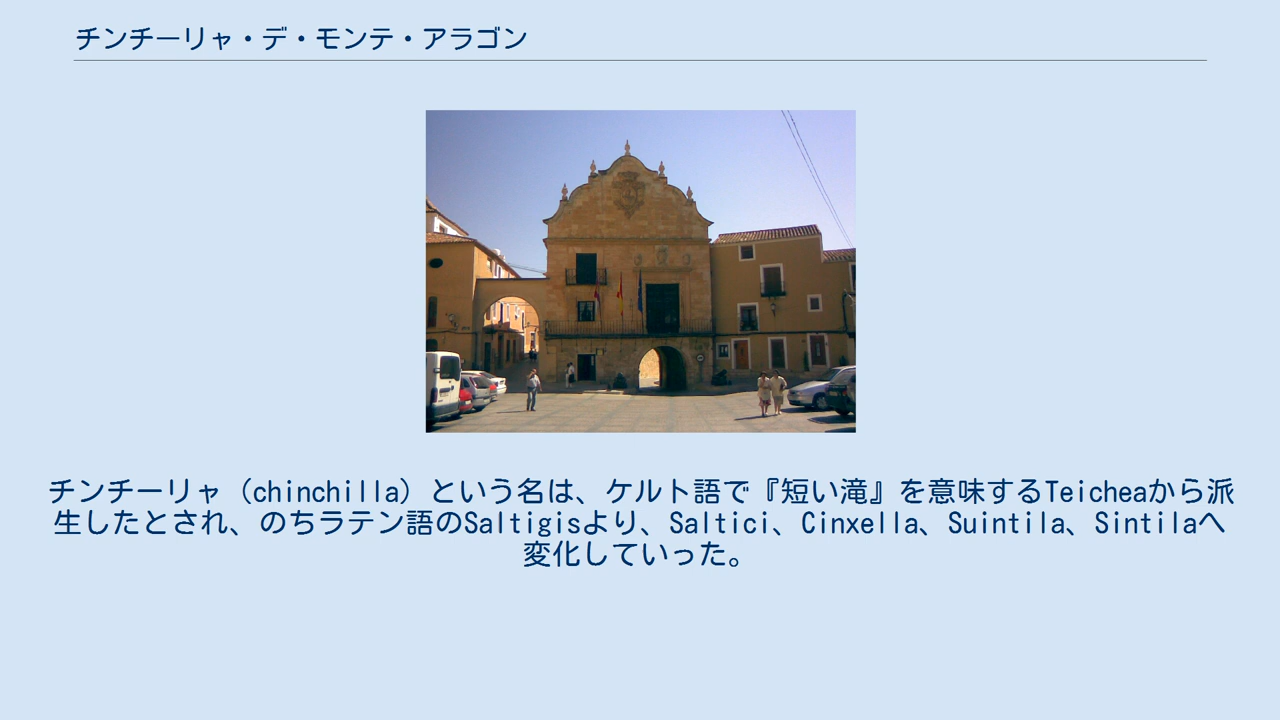 チンチーリャ・デ・モンテ・アラゴン
チンチーリャ（chinchilla）という名は、ケルト語で『短い滝』を意味するTeicheaから派
生したとされ、のちラテン語のSaltigisより、Saltici、Cinxella、Suintila、Sintilaへ
変化していった。